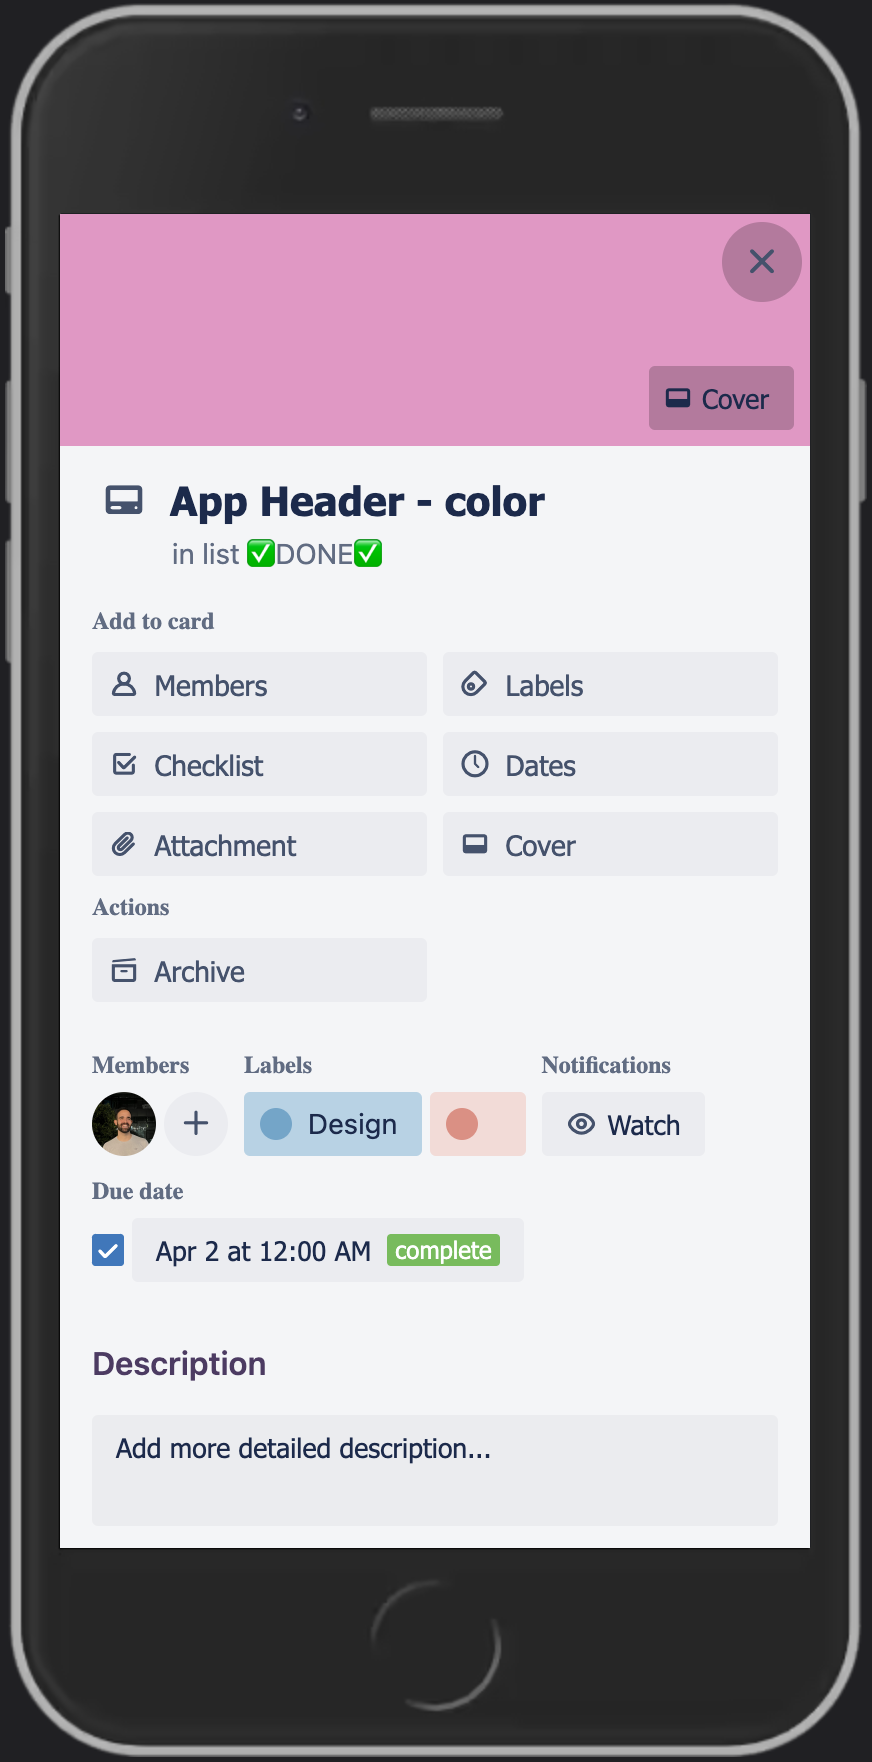 Cover
App Header - color
in list ✅DONE✅
Add to card
Members
Labels
Checklist
Dates
Attachment
Cover
Actions
Archive
Members Labels Notifications
Design
Watch
Due date
Apr 2 at 12:00 AM complete
Description
Add more detailed description...